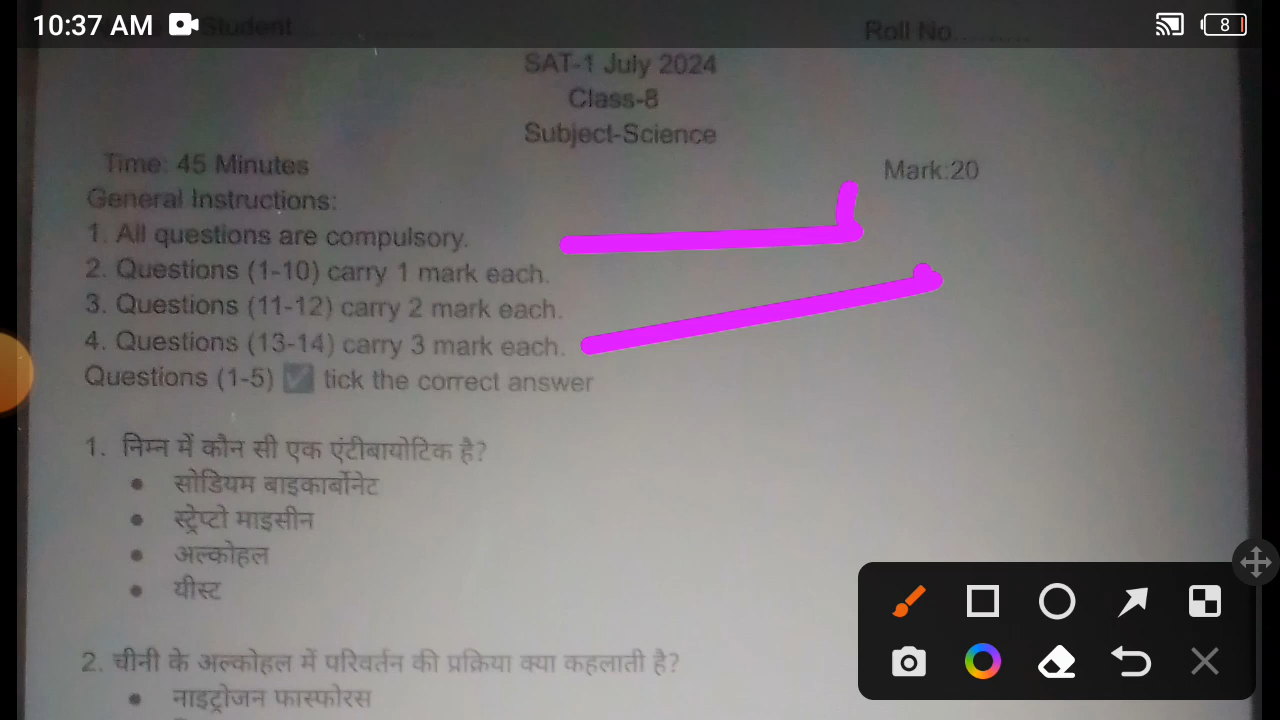 10:37 AM
8
Student
Roll No..........
SAT-1 July 2024
Class-8
Subject-Science
Time: 45 Minutes
Mark:20
General Instructions:
1. All questions are compulsory.
2. Questions (1-10) carry 1 mark each.
3. Questions (11-12) carry 2 mark each.
4. Questions (13-14) carry 3 mark each.
Questions (1-5) ☑ tick the correct answer
1. निम्न में कौन सी एक एंटीबायोटिक है?
• सोडियम बाइकार्बोनेट
• स्ट्रेप्टो माइसीन
• अल्कोहल
• यीस्ट
2. चीनी के अल्कोहल में परिवर्तन की प्रक्रिया क्या कहलाती है?
• नाइट्रोजन फास्फोरस